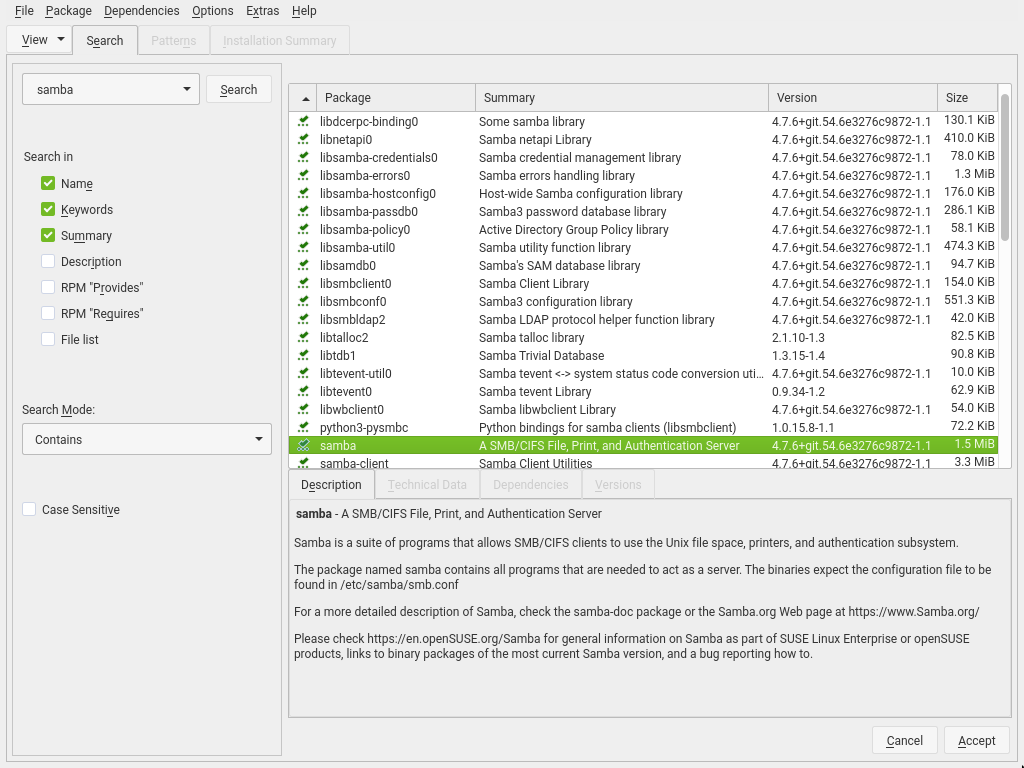 File Package Dependencies Options Extras Help
View Search Patterns Installation Summary
samba Search
Search in
Name
Keywords
Summary
Description
RPM "Provides"
RPM "Requires"
File list
Search Mode:
Contains
Case Sensitive
Package Summary Version Size
libdcerpc-binding0 Some samba library 4.7.6+git.54.6e3276c9872-1.1 130.1 KiB
libnetapi0 Samba netapi Library 4.7.6+git.54.6e3276c9872-1.1 410.0 KiB
libsamba-credentials0 Samba credential management library 4.7.6+git.54.6e3276c9872-1.1 78.0 KiB
libsamba-errors0 Samba errors handling library 4.7.6+git.54.6e3276c9872-1.1 1.3 MiB
libsamba-hostconfig0 Host-wide Samba configuration library 4.7.6+git.54.6e3276c9872-1.1 176.0 KiB
libsamba-passdb0 Samba3 password database library 4.7.6+git.54.6e3276c9872-1.1 286.1 KiB
libsamba-policy0 Active Directory Group Policy library 4.7.6+git.54.6e3276c9872-1.1 58.1 KiB
libsamba-util0 Samba utility function library 4.7.6+git.54.6e3276c9872-1.1 474.3 KiB
libsamdb0 Samba's SAM database library 4.7.6+git.54.6e3276c9872-1.1 94.7 KiB
libsmbclient0 Samba Client Library 4.7.6+git.54.6e3276c9872-1.1 154.0 KiB
libsmbconf0 Samba3 configuration library 4.7.6+git.54.6e3276c9872-1.1 551.3 KiB
libsmbldap2 Samba LDAP protocol helper function library 4.7.6+git.54.6e3276c9872-1.1 42.0 KiB
libtalloc2 Samba talloc library 2.1.10-1.3 82.5 KiB
libtdb1 Samba Trivial Database 1.3.15-1.4 90.8 KiB
libtevent-util0 Samba tevent <-> system status code conversion uti... 4.7.6+git.54.6e3276c9872-1.1 10.0 KiB
libtevent0 Samba tevent Library 0.9.34-1.2 62.9 KiB
libwbclient0 Samba libwbclient Library 4.7.6+git.54.6e3276c9872-1.1 54.0 KiB
python3-pysmbc Python bindings for samba clients (libsmbclient) 1.0.15.8-1.1 72.2 KiB
samba A SMB/CIFS File, Print, and Authentication Server 4.7.6+git.54.6e3276c9872-1.1 1.5 MiB
samba-client Samba Client Utilities 4.7.6+git.54.6e3276c9872-1.1 3.3 MiB
Description Technical Data Dependencies Versions
samba - A SMB/CIFS File, Print, and Authentication Server
Samba is a suite of programs that allows SMB/CIFS clients to use the Unix file space, printers, and authentication subsystem.
The package named samba contains all programs that are needed to act as a server. The binaries expect the configuration file to be
found in /etc/samba/smb.conf
For a more detailed description of Samba, check the samba-doc package or the Samba.org Web page at https://www.Samba.org/
Please check https://en.openSUSE.org/Samba for general information on Samba as part of SUSE Linux Enterprise or openSUSE
products, links to binary packages of the most current Samba version, and a bug reporting how to.
Cancel Accept